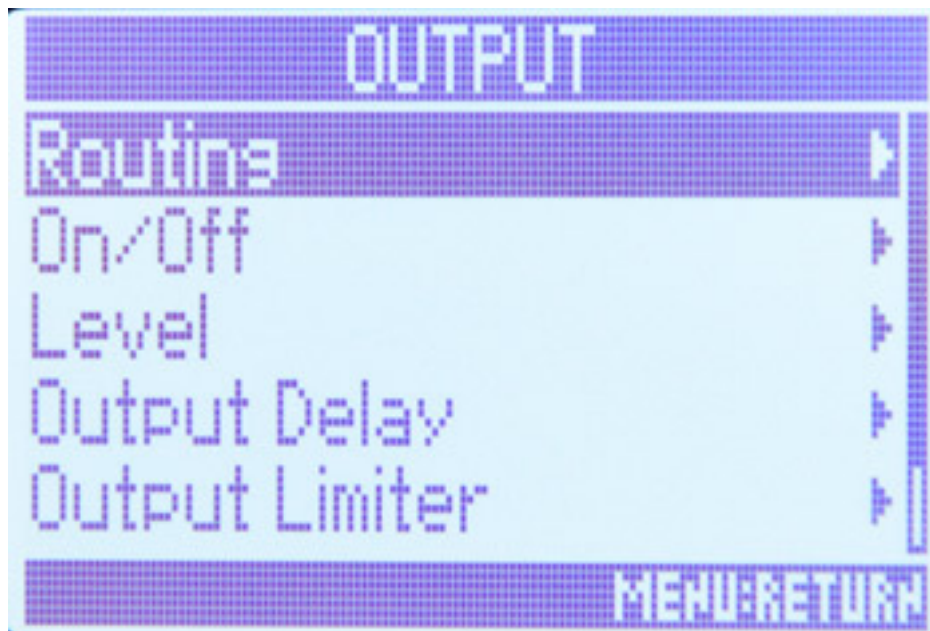 OUTPUT
Routing
On/Off
Level
Output Delay
Output Limiter
MENU:RETURN